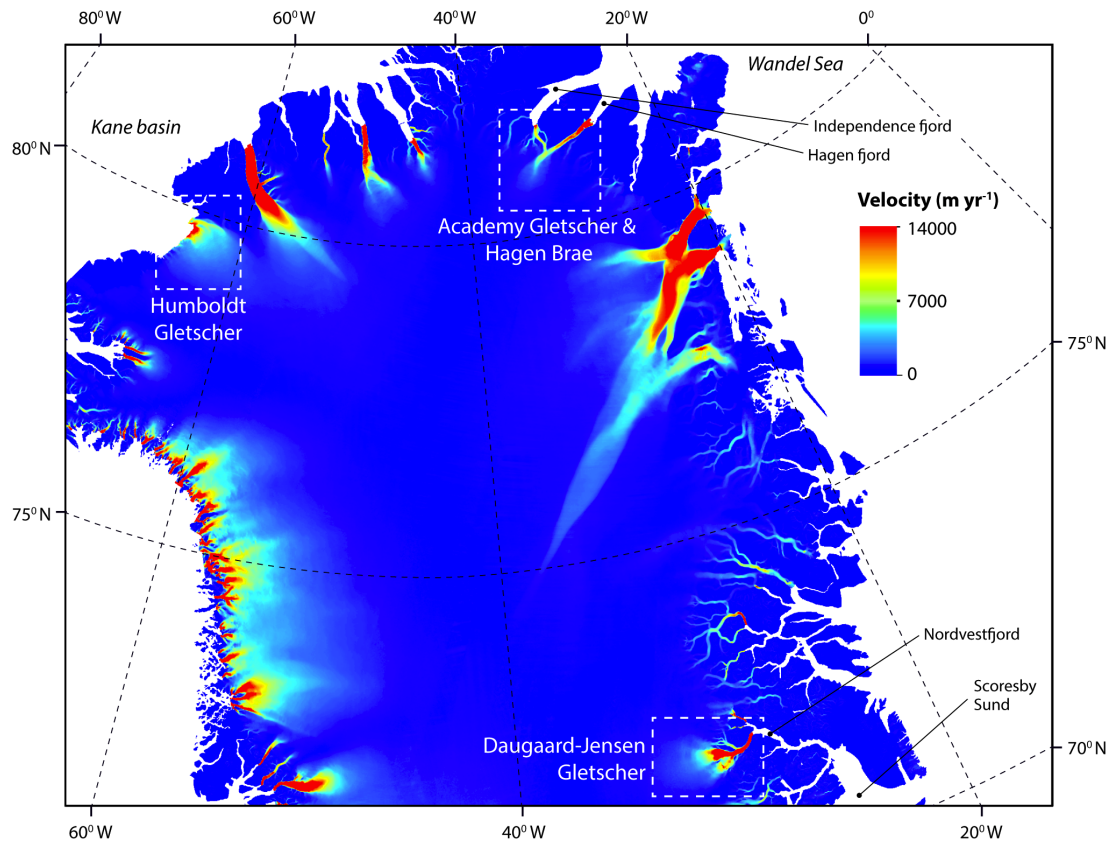 80⁰W
60⁰W
40⁰W
20⁰W
0⁰
Wandel Sea
Kane basin
Independence fjord
80⁰N
Hagen fjord
Velocity (m yr⁻¹)
14000
7000
0
Academy Gletscher &
Hagen Brae
Humboldt
Gletscher
75⁰N
75⁰N
Nordvestfjord
Scoresby
Sund
Daugaard-Jensen
Gletscher
70⁰N
60⁰W
40⁰W
20⁰W